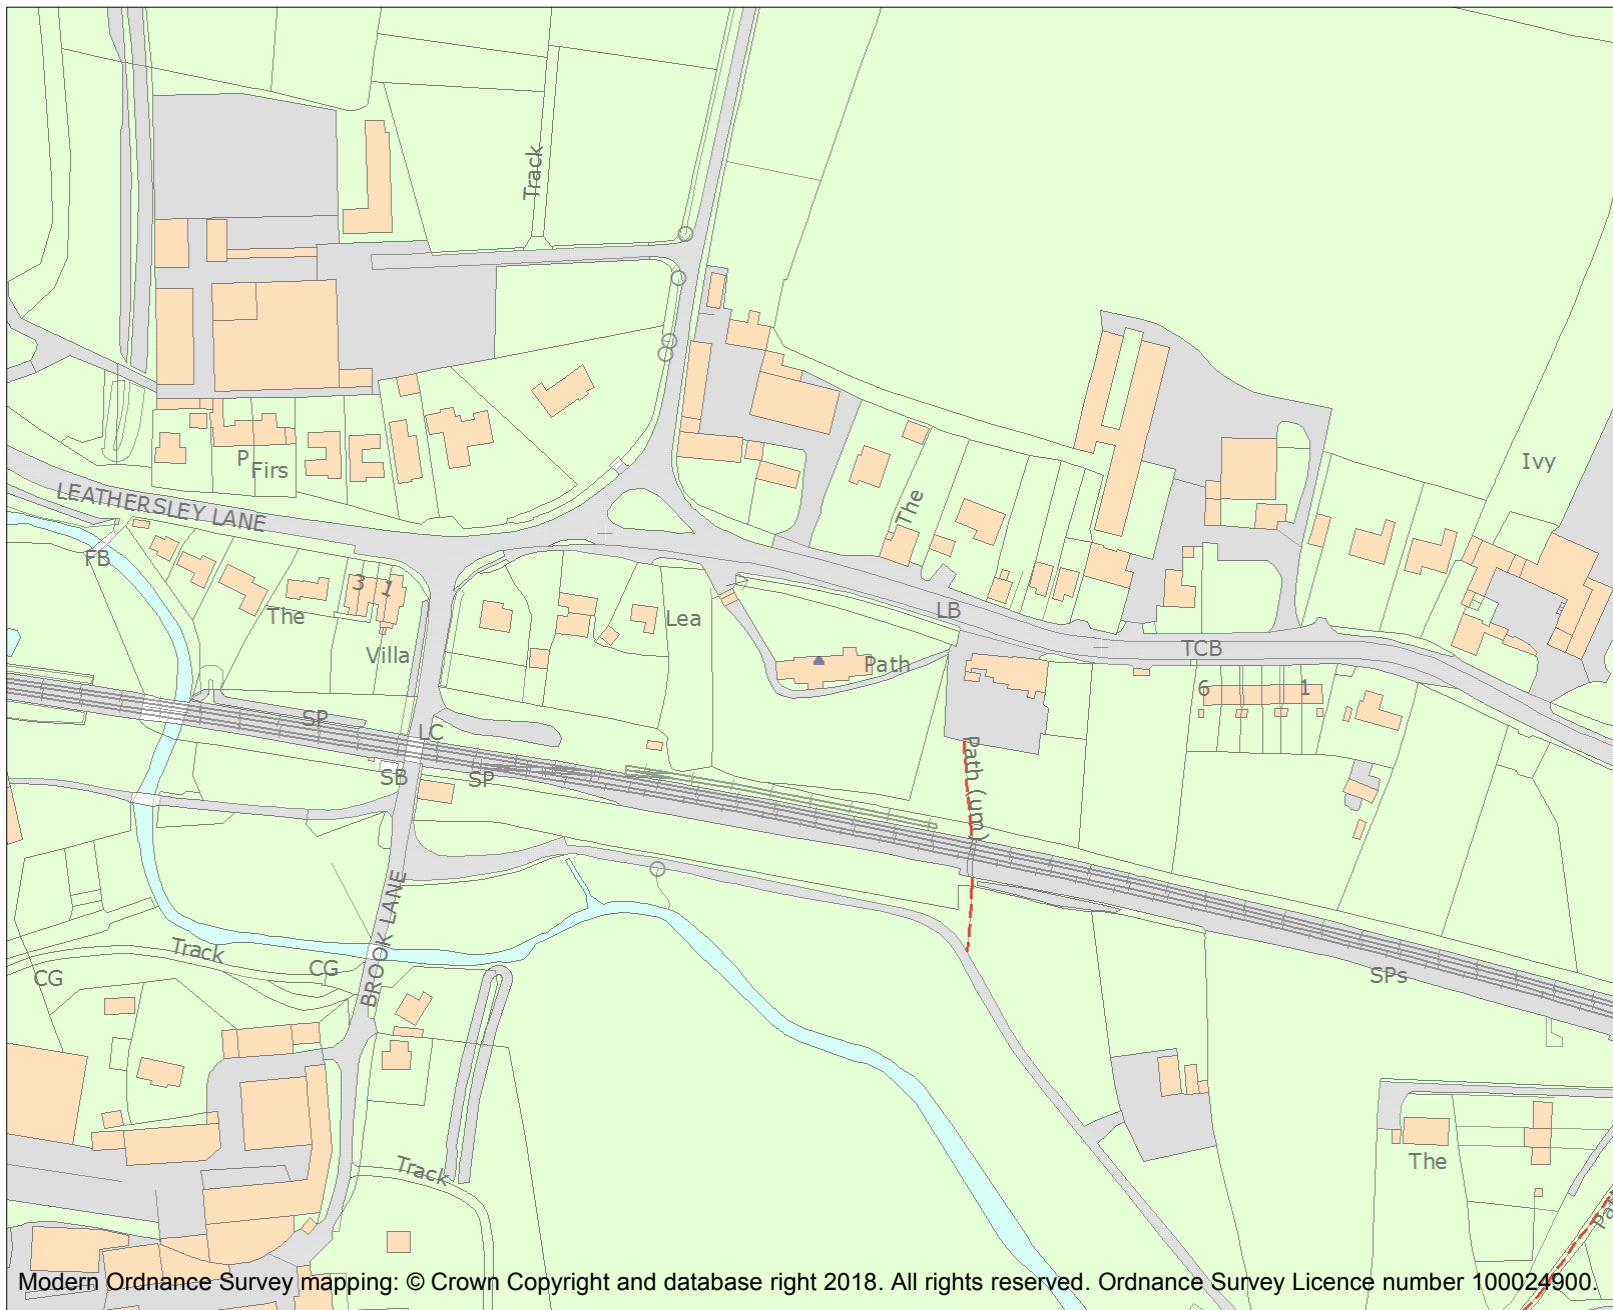 Track
P
Firs
LEATHERSLEY LANE
Ivy
The
FB
3
1
The
Lea
LB
TCB
Villa
Path
6
1
SP
LC
SB
SP
Path (um)
BROOK LANE
Track
CG
CG
SPs
Track
The
Modern Ordnance Survey mapping: © Crown Copyright and database right 2018. All rights reserved. Ordnance Survey Licence number 100024900.